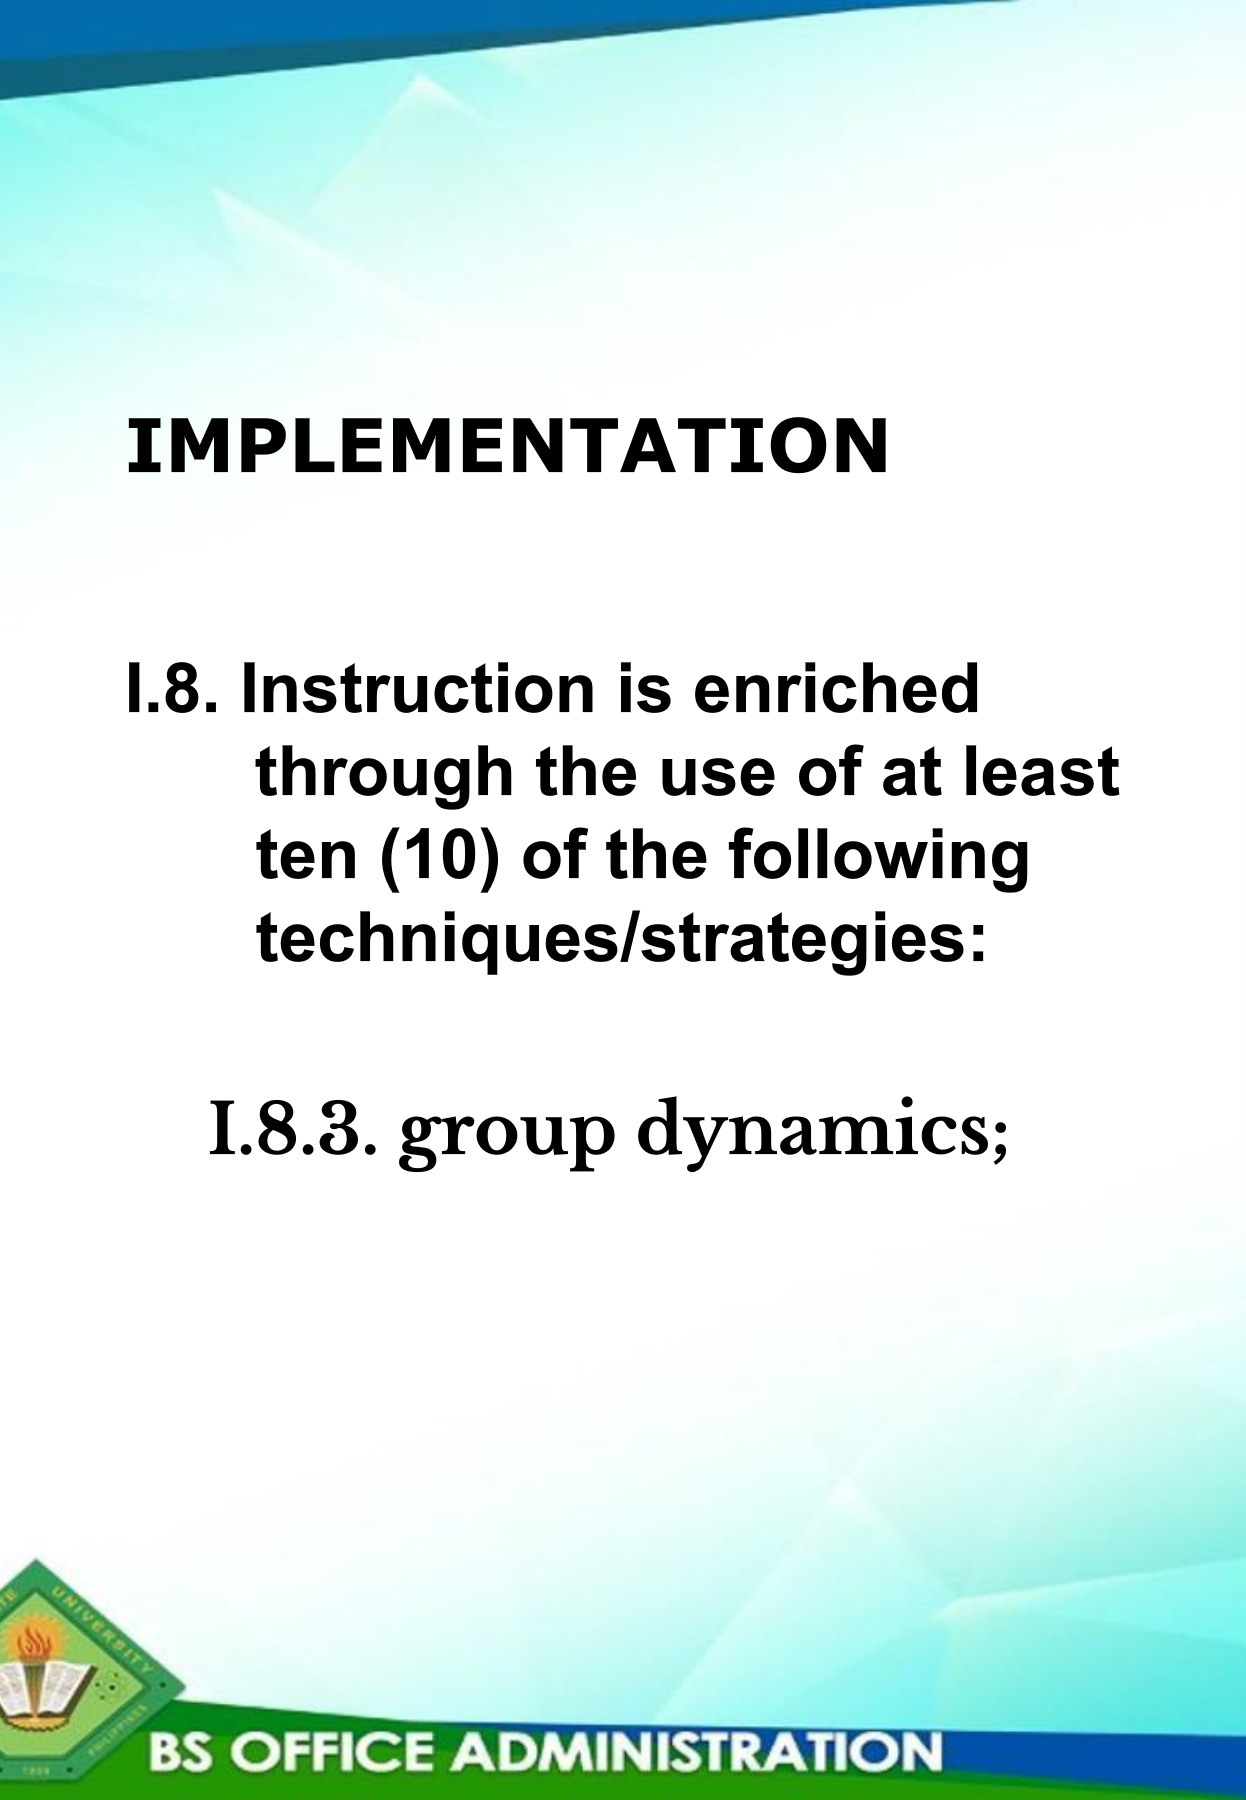 IMPLEMENTATION
I.8. Instruction is enriched
through the use of at least
ten (10) of the following
techniques/strategies:
I.8.3. group dynamics;
UNIVERSITY
PHILIPPINES
BS OFFICE ADMINISTRATION